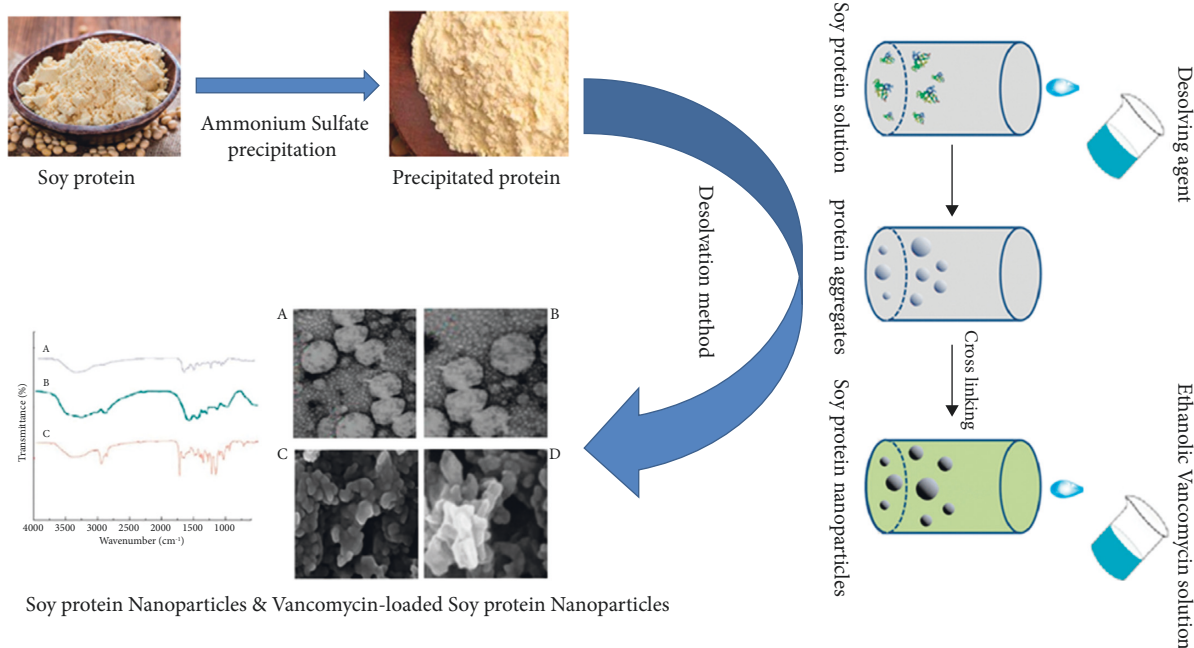 Ammonium Sulfate
precipitation
Soy protein
Precipitated protein
Desolvation method
Soy protein solution
Desolving agent
protein aggregates
Cross linking
Soy protein nanoparticles
Ethanolic Vancomycin solution
A
B
C
Transmittance (%)
4000 3500 3000 2500 2000 1500 1000
Wavenumber (cm⁻¹)
A
B
C
D
Soy protein Nanoparticles & Vancomycin-loaded Soy protein Nanoparticles